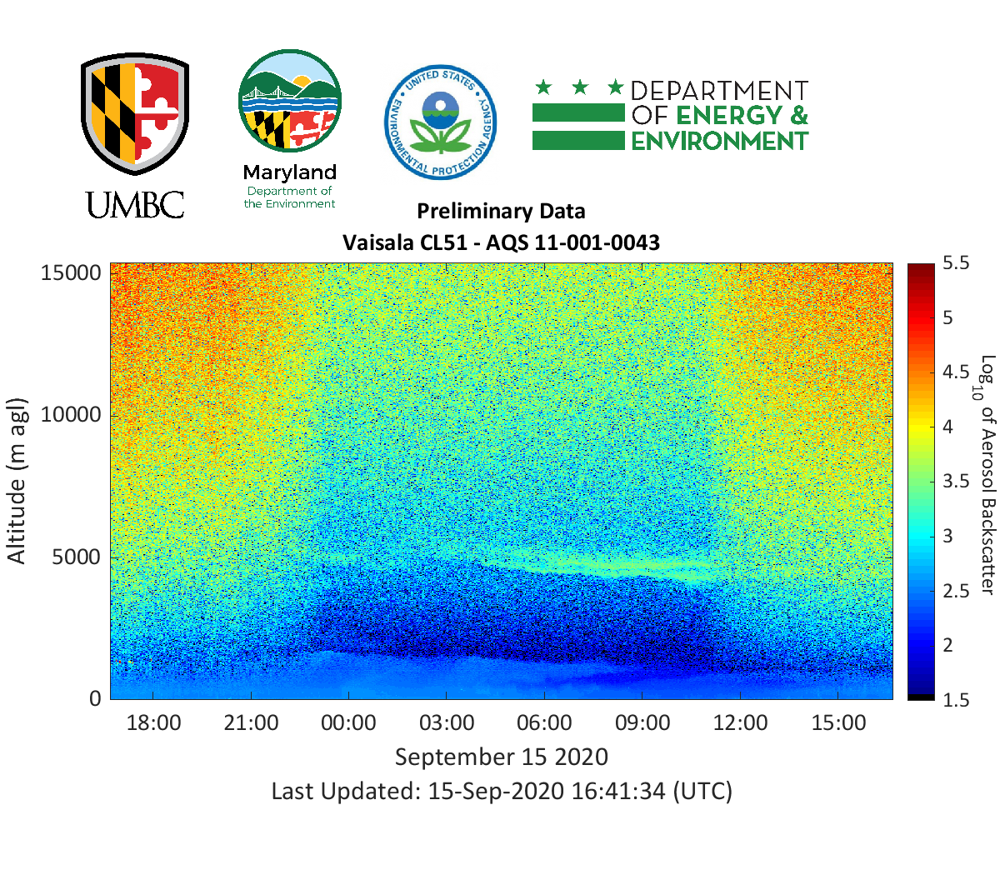 UMBC
Maryland
Department of
the Environment
UNITED STATES
ENVIRONMENTAL PROTECTION AGENCY
DEPARTMENT
OF ENERGY &
ENVIRONMENT
Preliminary Data
Vaisala CL51 - AQS 11-001-0043
Altitude (m agl)
15000
10000
5000
0
18:00 21:00 00:00 03:00 06:00 09:00 12:00 15:00
September 15 2020
Last Updated: 15-Sep-2020 16:41:34 (UTC)
5.5
5
4.5
4
3.5
3
2.5
2
1.5
Log10 of Aerosol Backscatter